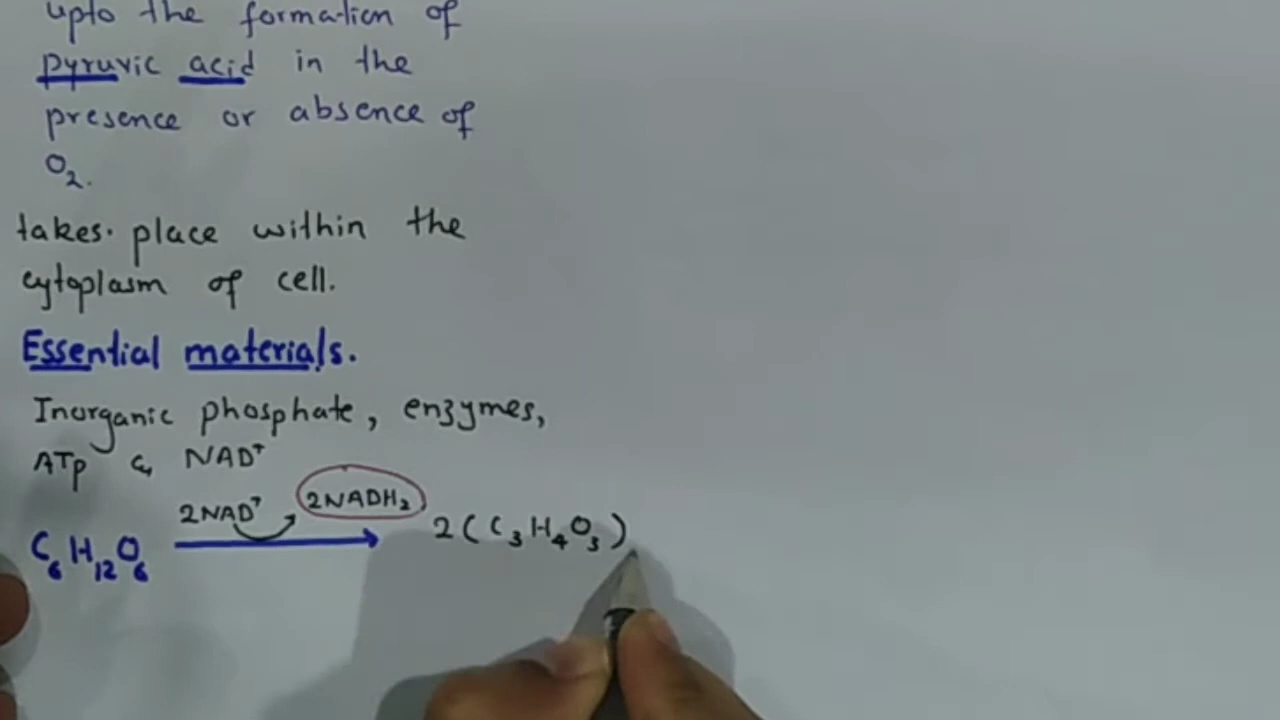 upto the formation of
pyruvic acid in the
presence or absence of
O₂.
takes. place within the
cytoplasm of cell.
Essential materials.
Inorganic phosphate, enzymes,
ATP & NAD⁺
2NAD⁺ 2NADH₂
C₆H₁₂O₆ → 2(C₃H₄O₃)